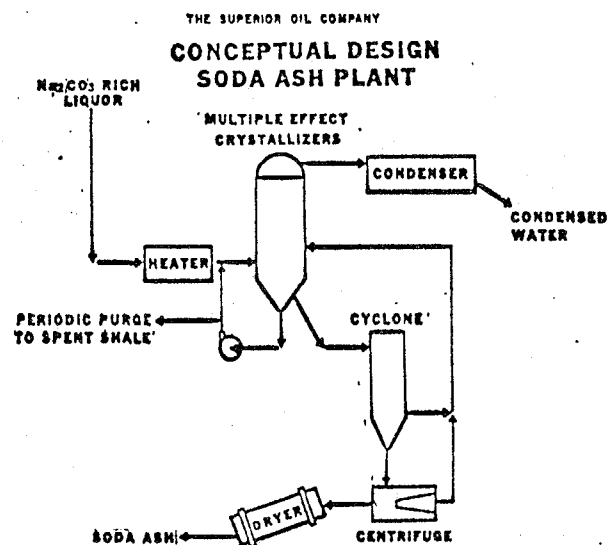 THE SUPERIOR OIL COMPANY
CONCEPTUAL DESIGN
SODA ASH PLANT
Na2CO3 RICH
LIQUOR
MULTIPLE EFFECT
CRYSTALLIZERS
CONDENSER
CONDENSED
WATER
HEATER
PERIODIC PURGE
TO SPENT SHALE
CYCLONE
DRYER
SODA ASH
CENTRIFUGE